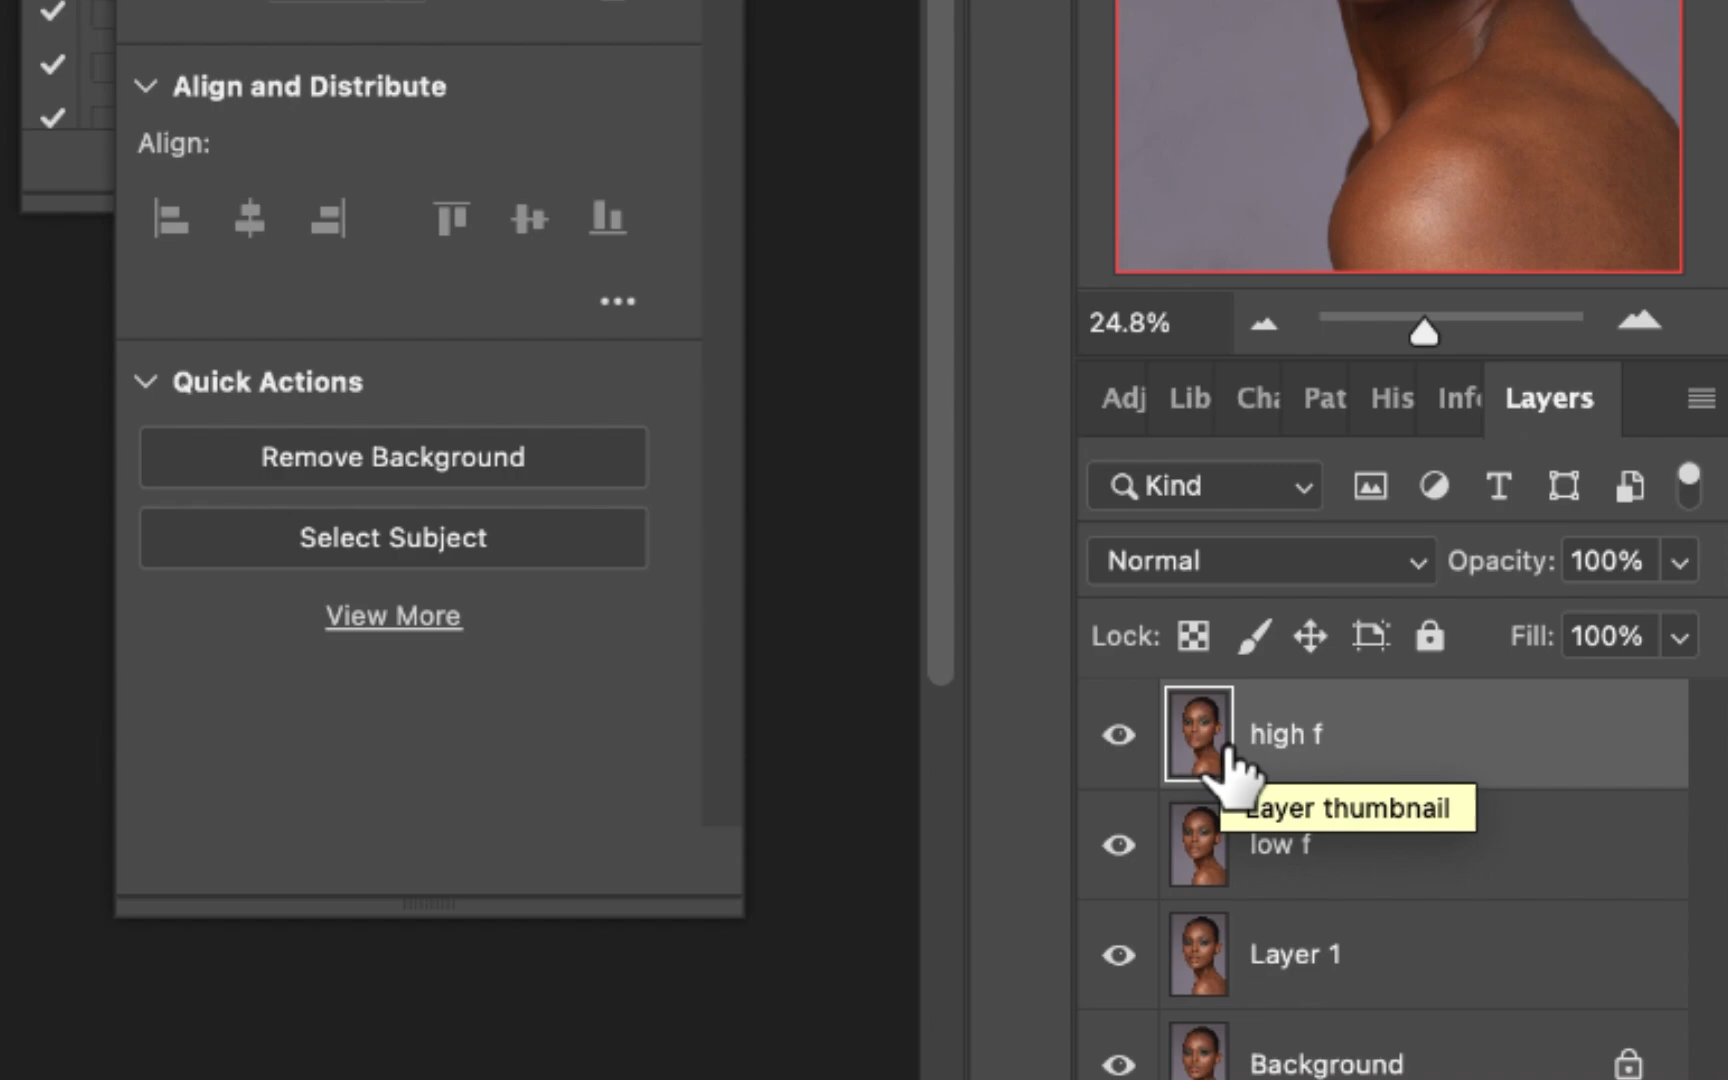 Align and Distribute
Align:
Quick Actions
Remove Background
Select Subject
View More
24.8%
Adj Lib Cha Pat His Info Layers
Kind
Normal Opacity: 100%
Lock: Fill: 100%
high f
Layer thumbnail
low f
Layer 1
Background